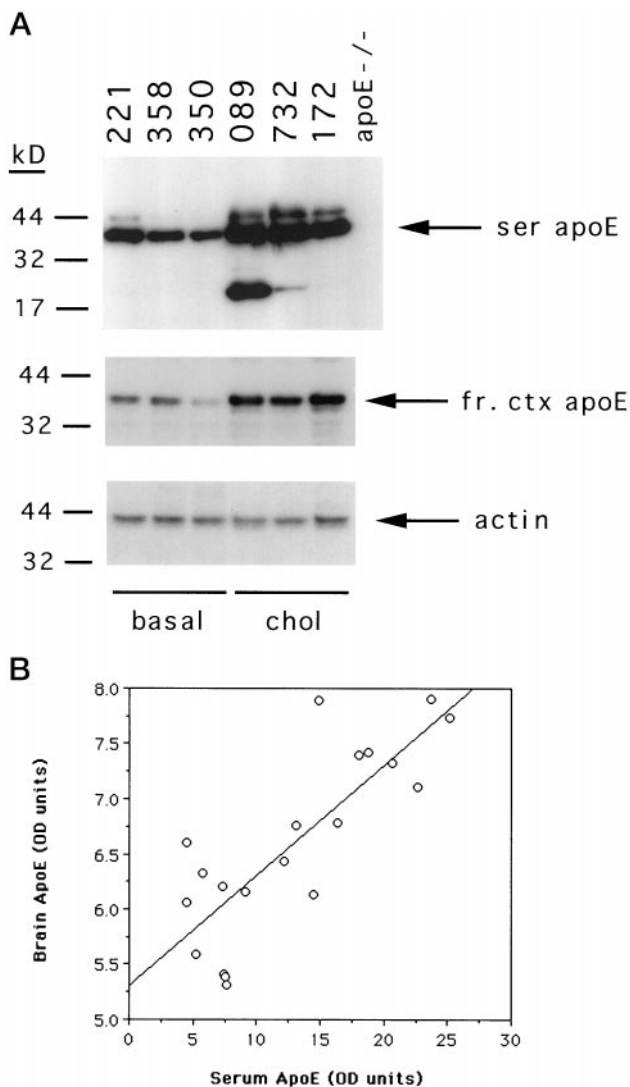 A
221 358 350 089 732 172 apoE -/-
kD
44
32
17
ser apoE
44
32
fr. ctx apoE
44
32
actin
basal chol
B
8.0
7.5
7.0
6.5
6.0
5.5
5.0
Brain ApoE (OD units)
0 5 10 15 20 25 30
Serum ApoE (OD units)